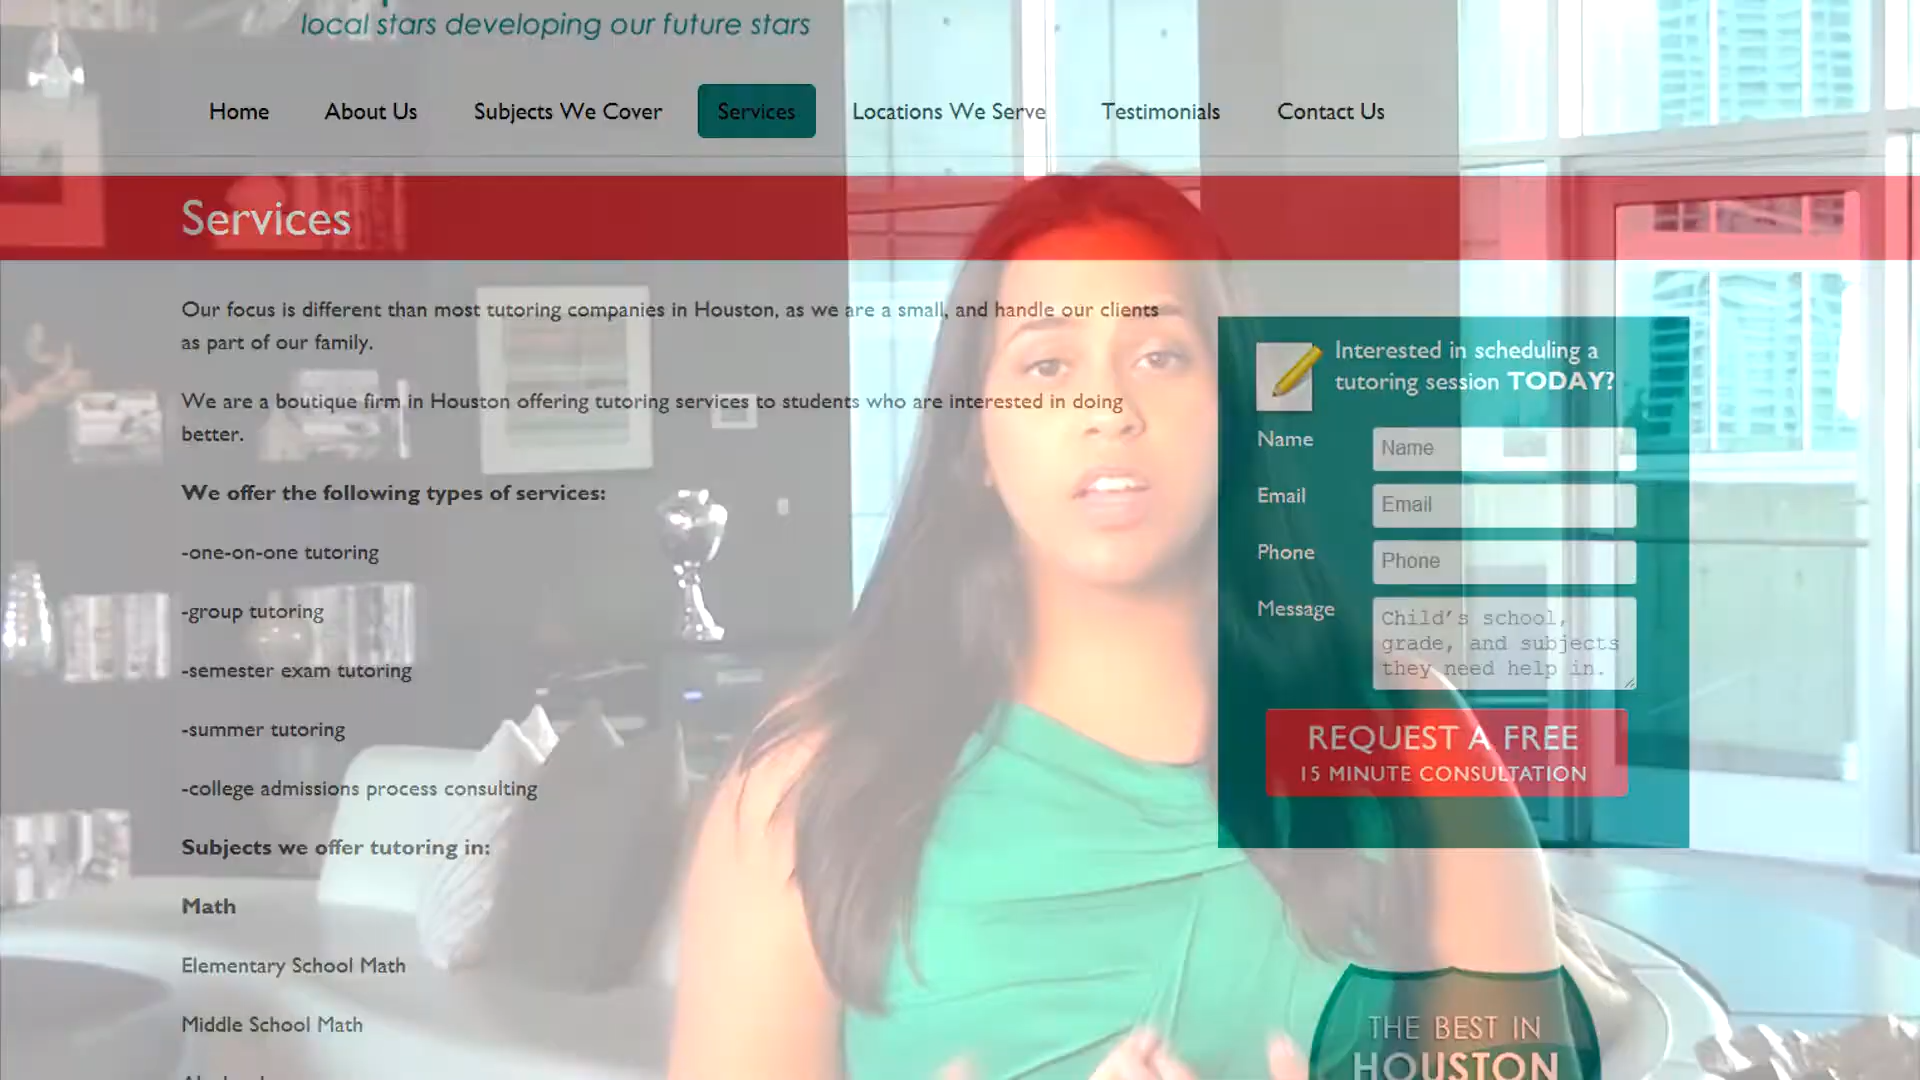 local stars developing our future stars
Home About Us Subjects We Cover Services Locations We Serve Testimonials Contact Us
Services
Our focus is different than most tutoring companies in Houston, as we are a small, and handle our clients
as part of our family.
We are a boutique firm in Houston offering tutoring services to students who are interested in doing
better.
We offer the following types of services:
-one-on-one tutoring
-group tutoring
-semester exam tutoring
-summer tutoring
-college admissions process consulting
Subjects we offer tutoring in:
Math
Elementary School Math
Middle School Math
Interested in scheduling a
tutoring session TODAY?
Name Name
Email Email
Phone Phone
Message Child's school,
grade, and subjects
they need help in.
REQUEST A FREE
15 MINUTE CONSULTATION
THE BEST IN
HOUSTON